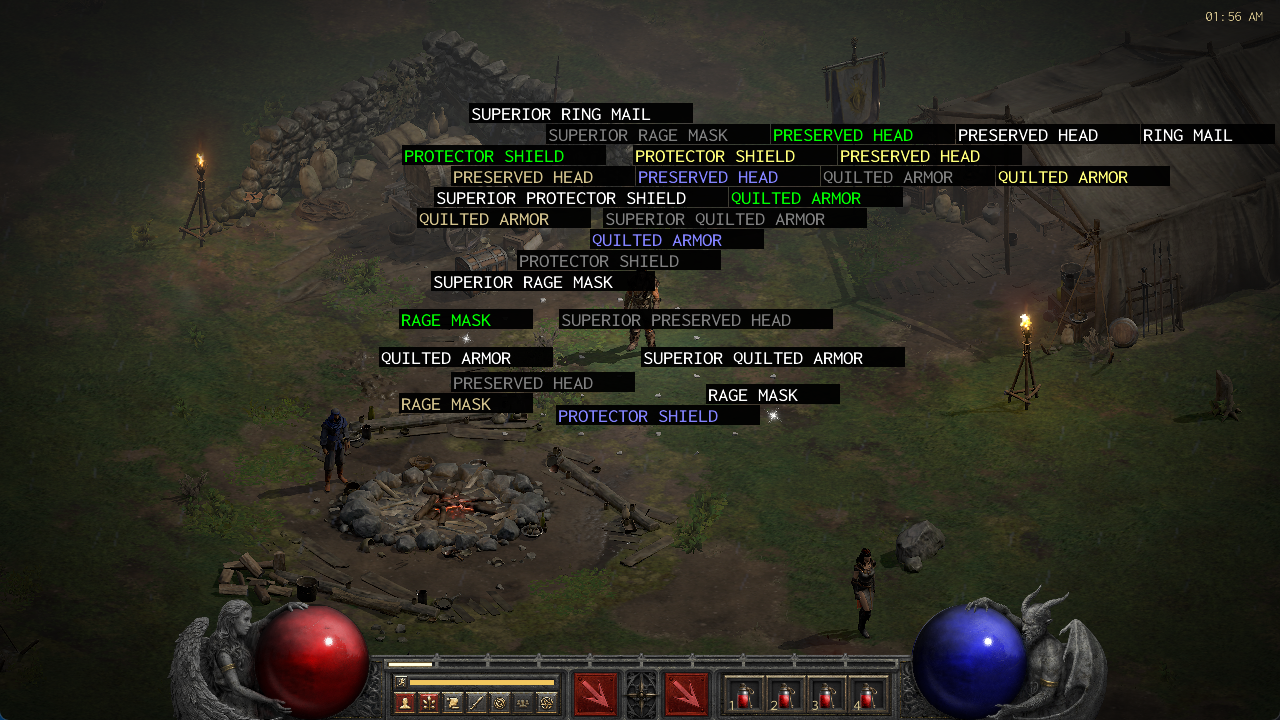 01:56 AM
SUPERIOR RING MAIL
SUPERIOR RAGE MASK PRESERVED HEAD PRESERVED HEAD RING MAIL
PROTECTOR SHIELD PROTECTOR SHIELD PRESERVED HEAD
PRESERVED HEAD PRESERVED HEAD QUILTED ARMOR QUILTED ARMOR
SUPERIOR PROTECTOR SHIELD QUILTED ARMOR
QUILTED ARMOR SUPERIOR QUILTED ARMOR
QUILTED ARMOR
PROTECTOR SHIELD
SUPERIOR RAGE MASK
RAGE MASK SUPERIOR PRESERVED HEAD
QUILTED ARMOR SUPERIOR QUILTED ARMOR
PRESERVED HEAD
RAGE MASK
RAGE MASK
PROTECTOR SHIELD
1 2 3 4